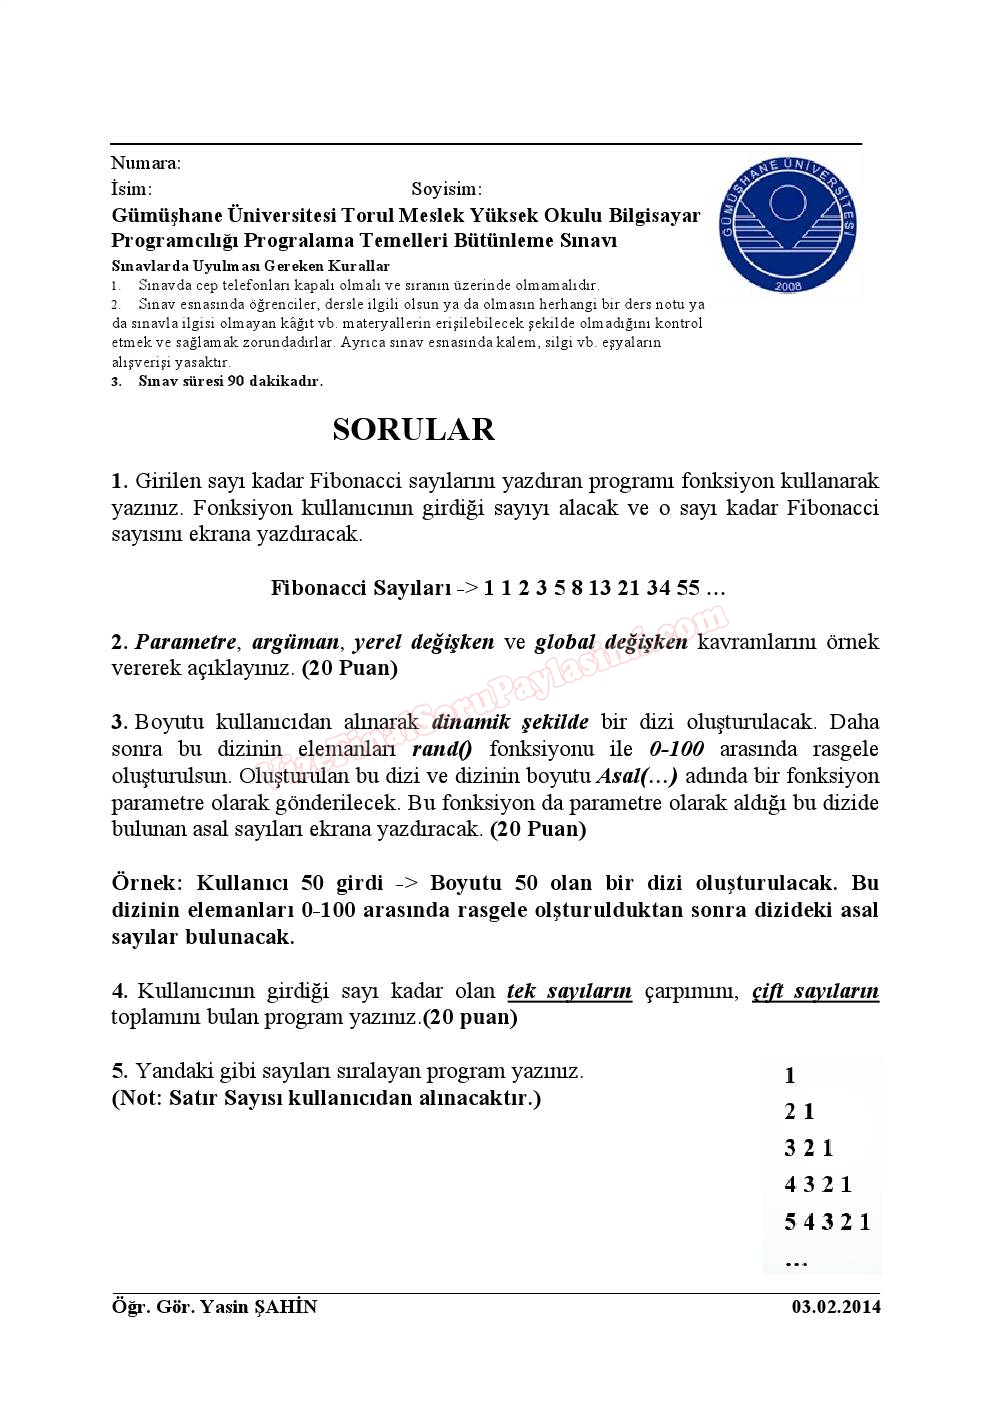 Numara:
İsim: Soyisim:
Gümüşhane Üniversitesi Torul Meslek Yüksek Okulu Bilgisayar
Programcılığı Progralama Temelleri Bütünleme Sınavı
Sınavlarda Uyulması Gereken Kurallar
1. Sınavda cep telefonları kapalı olmalı ve sıranın üzerinde olmamalıdır.
2. Sınav esnasında öğrenciler, dersle ilgili olsun ya da olmasın herhangi bir ders notu ya
da sınavla ilgisi olmayan kâğıt vb. materyallerin erişilebilecek şekilde olmadığını kontrol
etmek ve sağlamak zorundadırlar. Ayrıca sınav esnasında kalem, silgi vb. eşyaların
alışverişi yasaktır.
3. Sınav süresi 90 dakikadır.
GÜMÜŞHANE ÜNİVERSİTESİ
2008
SORULAR
1. Girilen sayı kadar Fibonacci sayılarını yazdıran programı fonksiyon kullanarak
yazınız. Fonksiyon kullanıcının girdiği sayıyı alacak ve o sayı kadar Fibonacci
sayısını ekrana yazdıracak.
Fibonacci Sayıları -> 1 1 2 3 5 8 13 21 34 55 …
2. Parametre, argüman, yerel değişken ve global değişken kavramlarını örnek
vererek açıklayınız. (20 Puan)
3. Boyutu kullanıcıdan alınarak dinamik şekilde bir dizi oluşturulacak. Daha
sonra bu dizinin elemanları rand() fonksiyonu ile 0-100 arasında rasgele
oluşturulsun. Oluşturulan bu dizi ve dizinin boyutu Asal(…) adında bir fonksiyon
parametre olarak gönderilecek. Bu fonksiyon da parametre olarak aldığı bu dizide
bulunan asal sayıları ekrana yazdıracak. (20 Puan)
VizeFinalSoruPaylasimi.com
Örnek: Kullanıcı 50 girdi -> Boyutu 50 olan bir dizi oluşturulacak. Bu
dizinin elemanları 0-100 arasında rasgele olşturulduktan sonra dizideki asal
sayılar bulunacak.
4. Kullanıcının girdiği sayı kadar olan tek sayıların çarpımını, çift sayıların
toplamını bulan program yazınız.(20 puan)
5. Yandaki gibi sayıları sıralayan program yazınız.
(Not: Satır Sayısı kullanıcıdan alınacaktır.)
1
2 1
3 2 1
4 3 2 1
5 4 3 2 1
…
Öğr. Gör. Yasin ŞAHİN 03.02.2014